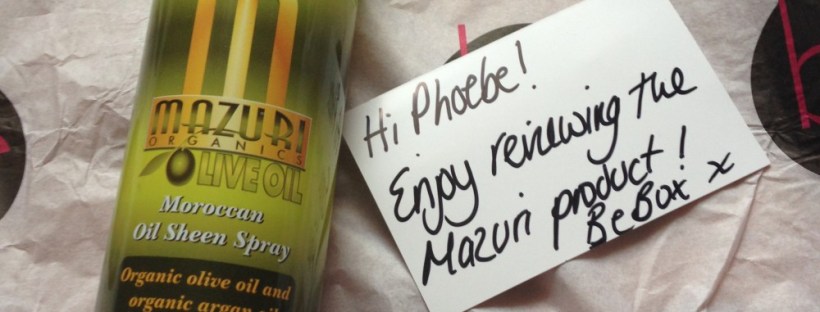 MAZURI
ORGANICS
OLIVE OIL
Moroccan
Oil Sheen Spray
Organic olive oil and
organic argan oil
Hi Phoebe!
Enjoy reviewing the
Mazuri product!
BeBox x